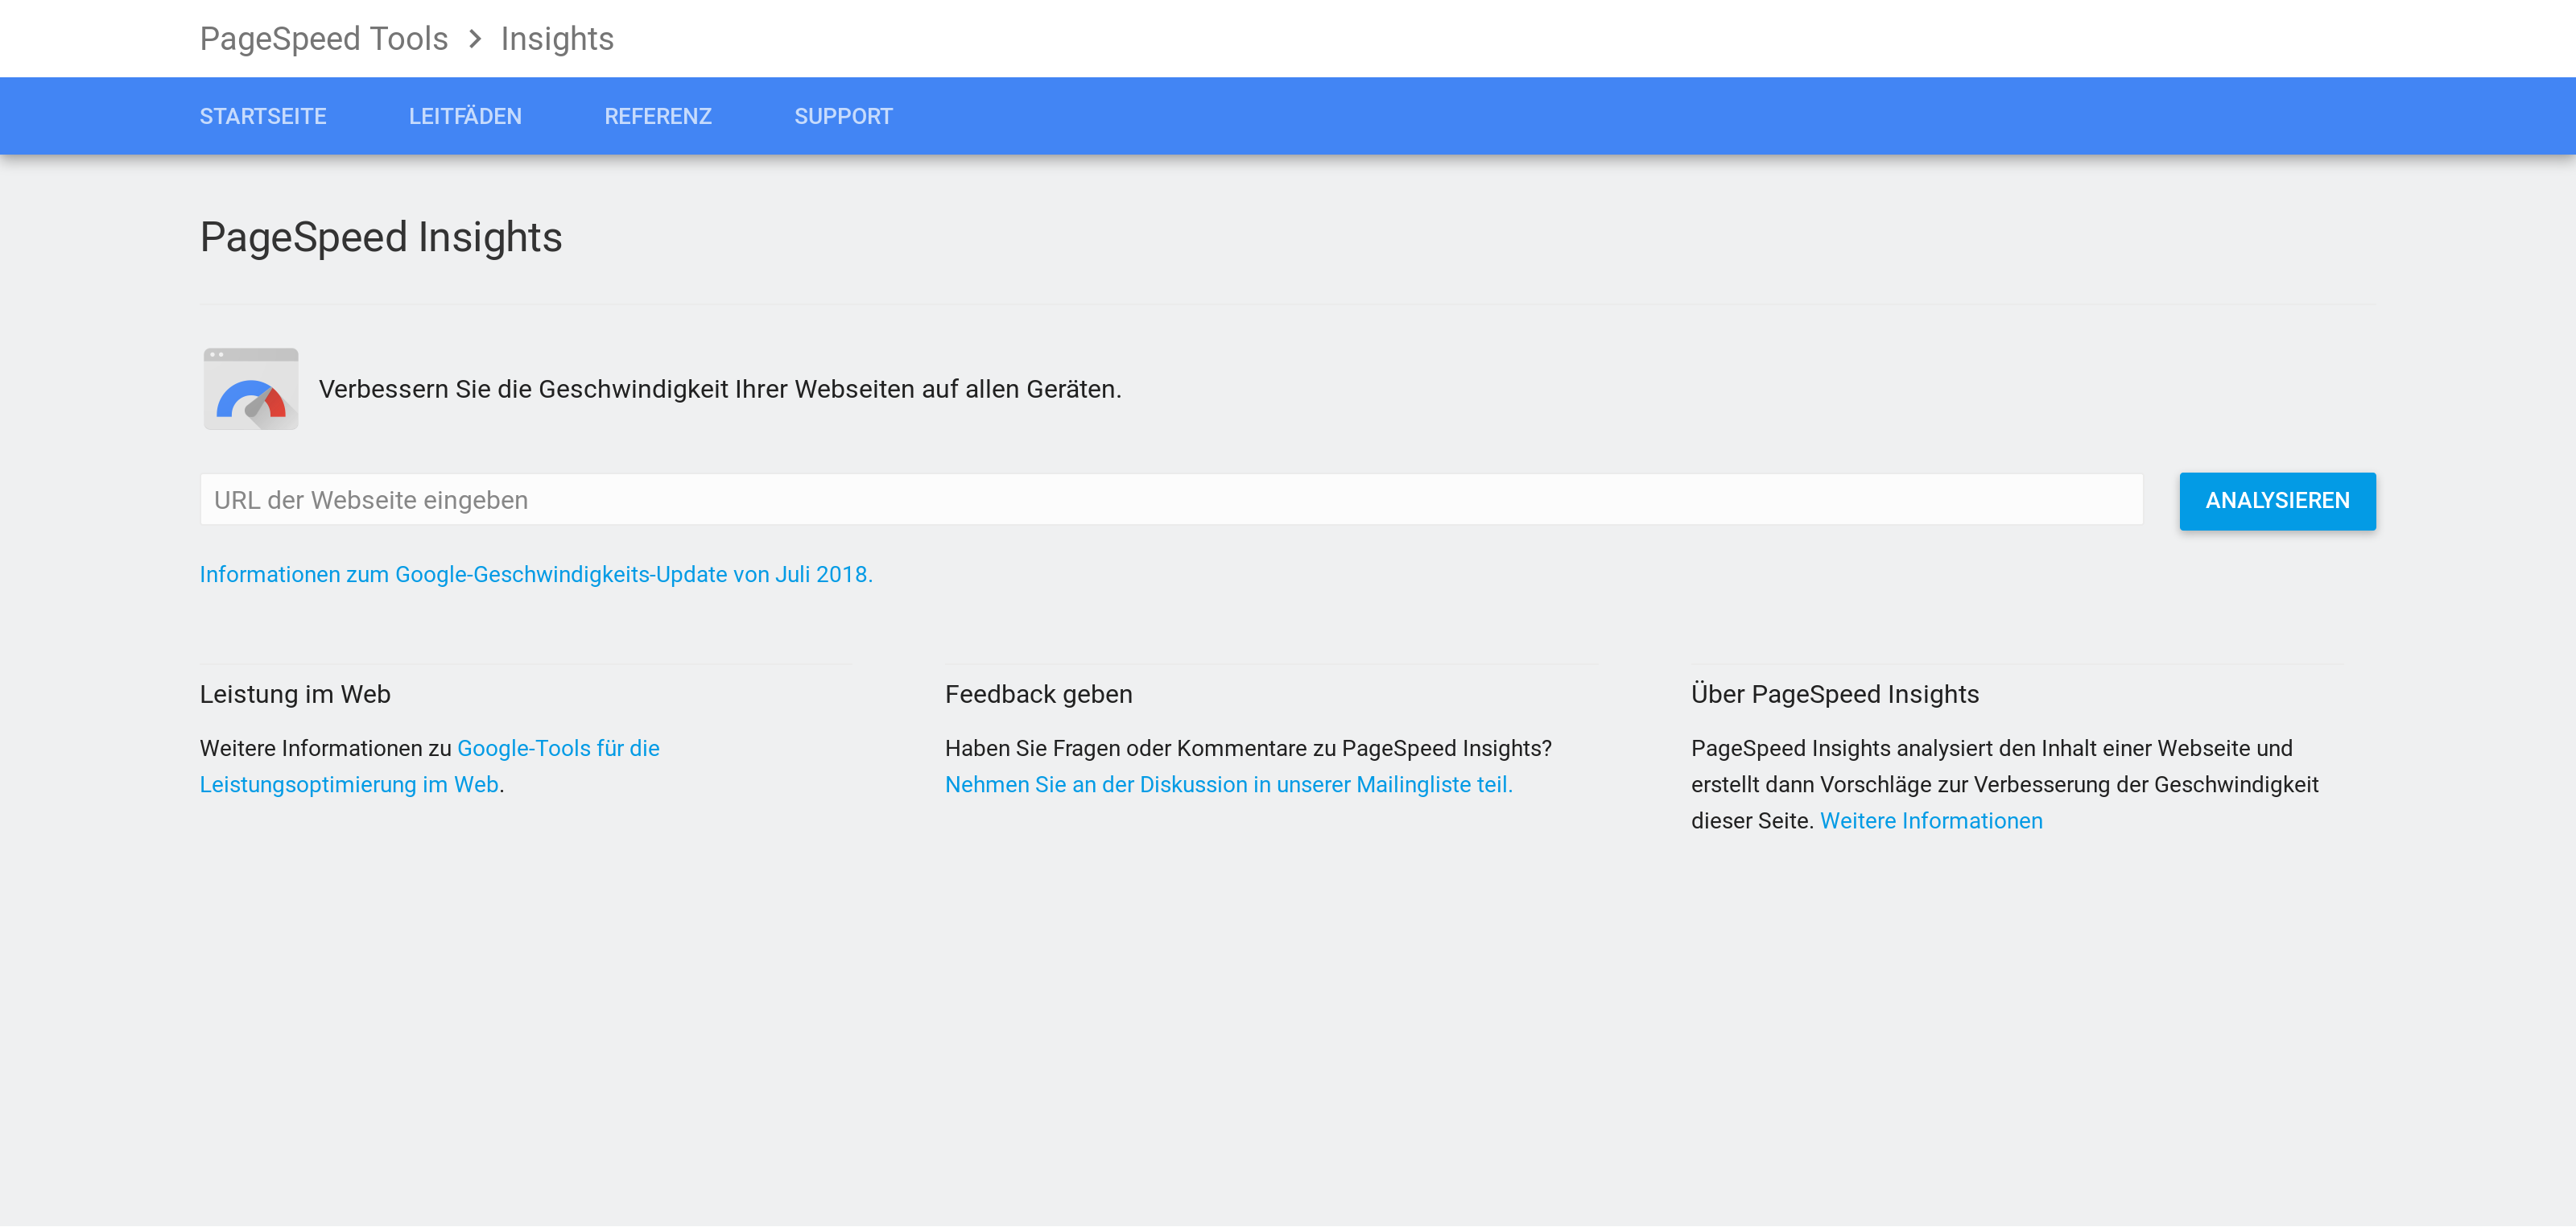 PageSpeed Tools > Insights
STARTSEITE LEITFÄDEN REFERENZ SUPPORT
PageSpeed Insights
Verbessern Sie die Geschwindigkeit Ihrer Webseiten auf allen Geräten.
URL der Webseite eingeben
ANALYSIEREN
Informationen zum Google-Geschwindigkeits-Update von Juli 2018.
Leistung im Web
Weitere Informationen zu Google-Tools für die
Leistungsoptimierung im Web.
Feedback geben
Haben Sie Fragen oder Kommentare zu PageSpeed Insights?
Nehmen Sie an der Diskussion in unserer Mailingliste teil.
Über PageSpeed Insights
PageSpeed Insights analysiert den Inhalt einer Webseite und
erstellt dann Vorschläge zur Verbesserung der Geschwindigkeit
dieser Seite. Weitere Informationen